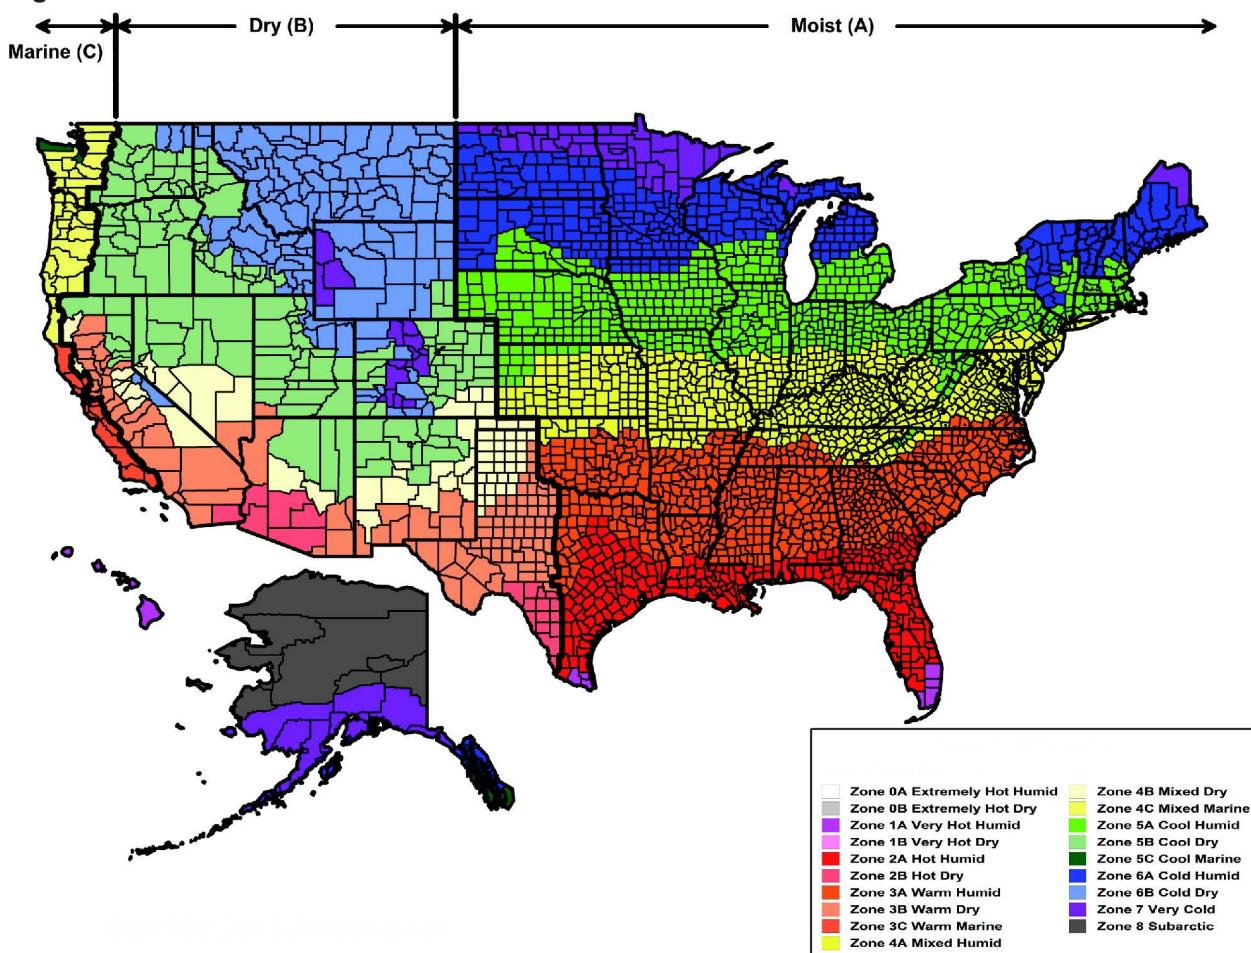 Dry (B)
Moist (A)
Marine (C)
Zone 0A Extremely Hot Humid
Zone 0B Extremely Hot Dry
Zone 1A Very Hot Humid
Zone 1B Very Hot Dry
Zone 2A Hot Humid
Zone 2B Hot Dry
Zone 3A Warm Humid
Zone 3B Warm Dry
Zone 3C Warm Marine
Zone 4A Mixed Humid
Zone 4B Mixed Dry
Zone 4C Mixed Marine
Zone 5A Cool Humid
Zone 5B Cool Dry
Zone 5C Cool Marine
Zone 6A Cold Humid
Zone 6B Cold Dry
Zone 7 Very Cold
Zone 8 Subarctic